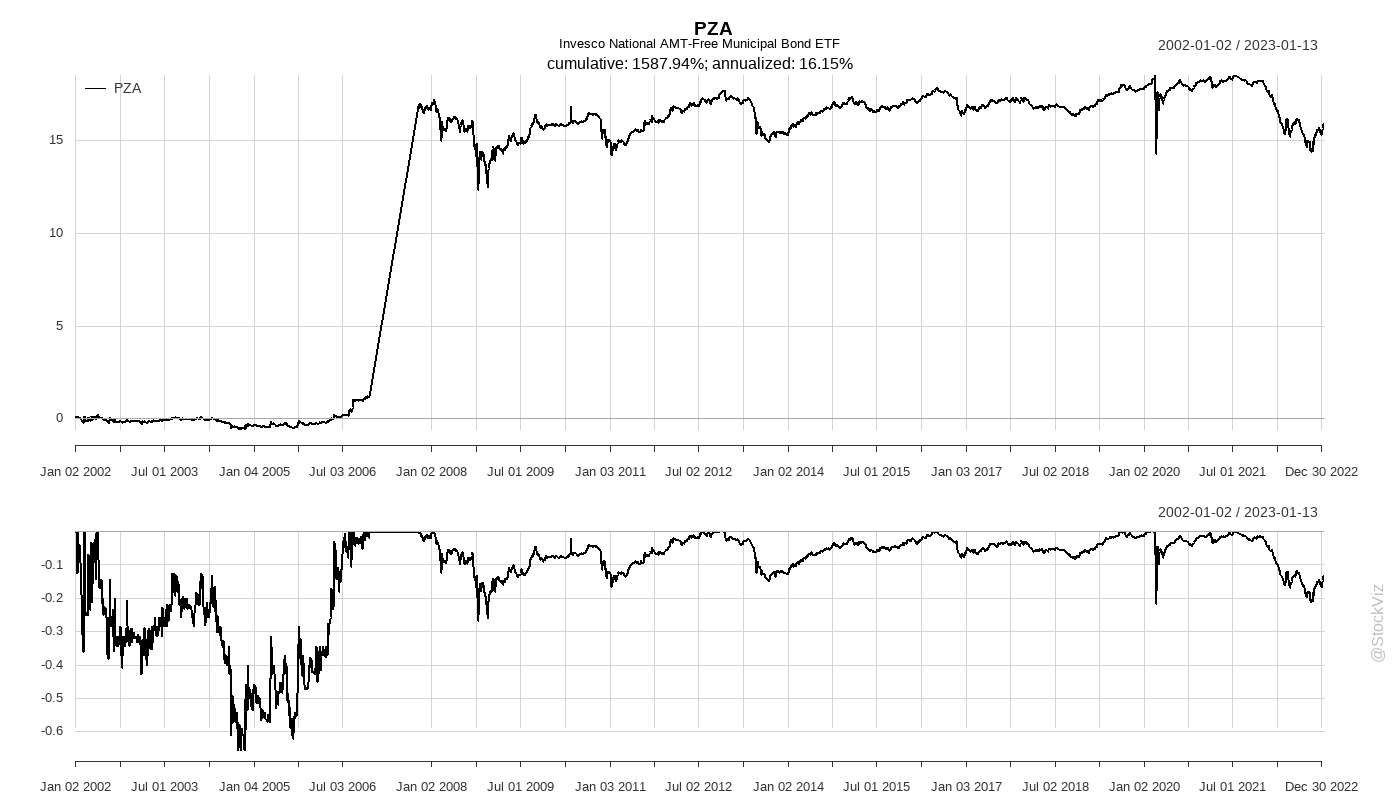 PZA
Invesco National AMT-Free Municipal Bond ETF
2002-01-02 / 2023-01-13
cumulative: 1587.94%; annualized: 16.15%
PZA
15
10
5
0
Jan 02 2002 Jul 01 2003 Jan 04 2005 Jul 03 2006 Jan 02 2008 Jul 01 2009 Jan 03 2011 Jul 02 2012 Jan 02 2014 Jul 01 2015 Jan 03 2017 Jul 02 2018 Jan 02 2020 Jul 01 2021 Dec 30 2022
2002-01-02 / 2023-01-13
-0.1
-0.2
-0.3
-0.4
-0.5
-0.6
Jan 02 2002 Jul 01 2003 Jan 04 2005 Jul 03 2006 Jan 02 2008 Jul 01 2009 Jan 03 2011 Jul 02 2012 Jan 02 2014 Jul 01 2015 Jan 03 2017 Jul 02 2018 Jan 02 2020 Jul 01 2021 Dec 30 2022
@StockViz